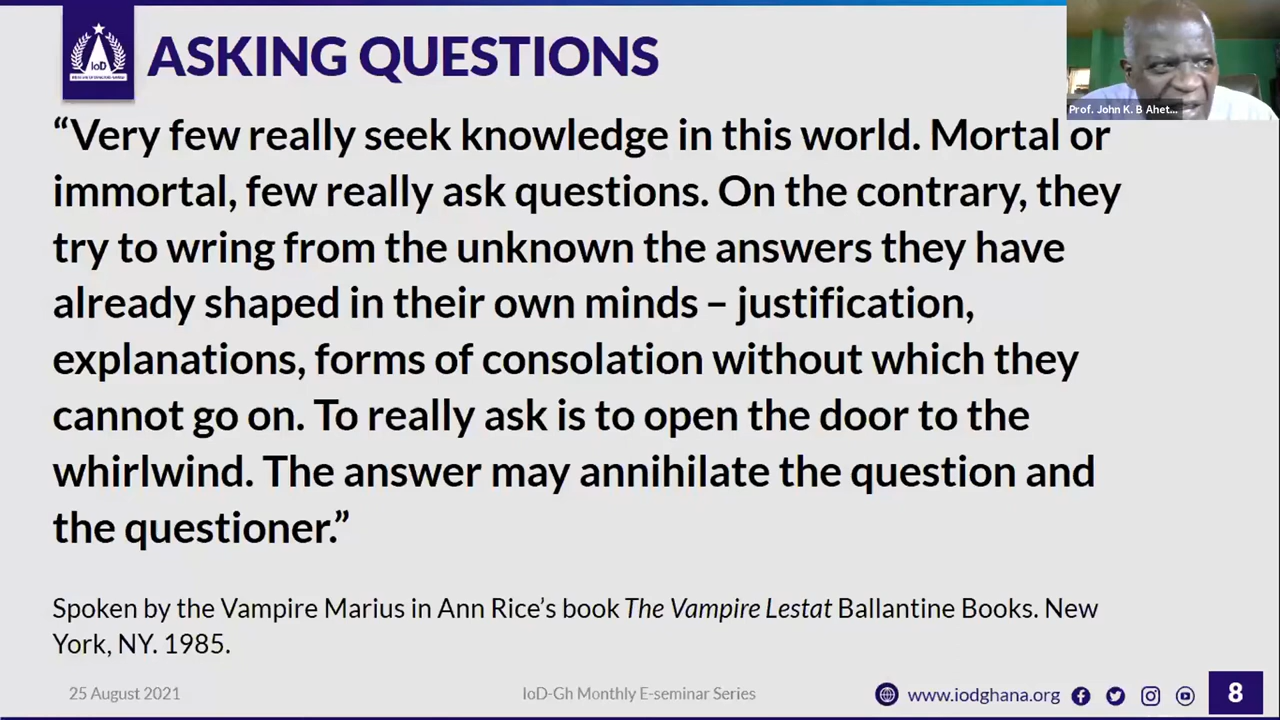 IoD
ASKING QUESTIONS
Prof. John K. B Ahet...
“Very few really seek knowledge in this world. Mortal or
immortal, few really ask questions. On the contrary, they
try to wring from the unknown the answers they have
already shaped in their own minds – justification,
explanations, forms of consolation without which they
cannot go on. To really ask is to open the door to the
whirlwind. The answer may annihilate the question and
the questioner.”
Spoken by the Vampire Marius in Ann Rice’s book The Vampire Lestat Ballantine Books. New
York, NY. 1985.
25 August 2021
IoD-Gh Monthly E-seminar Series
www.iodghana.org
8